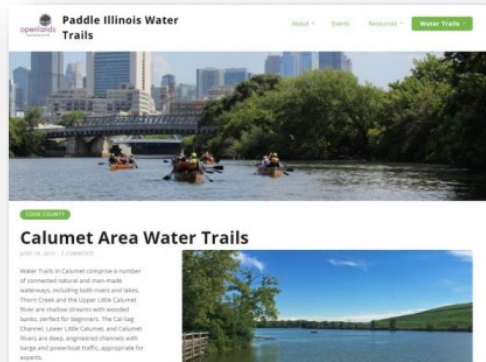 openlands
Paddle Illinois Water
Trails
About
Events
Resources
Water Trails
COOK COUNTY
Calumet Area Water Trails
2 COMMENTS
Water Trails in Calumet comprise a number
of connected natural and man-made
waterways, including both rivers and lakes.
Thorn Creek and the Upper Little Calumet
River are shallow streams with wooded
banks, perfect for beginners. The Cal-Sag
Channel, Lower Little Calumet, and Calumet
Rivers are deep, engineered channels with
barge and powerboat traffic, appropriate for
experts.